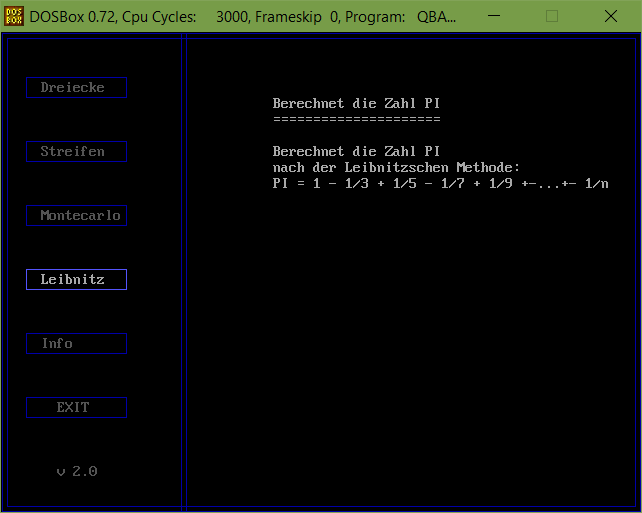 DOS BOX
DOSBox 0.72, Cpu Cycles: 3000, Frameskip 0, Program: QBA...
Dreiecke
Streifen
Montecarlo
Leibnitz
Info
EXIT
v 2.0
Berechnet die Zahl PI
=====================
Berechnet die Zahl PI
nach der Leibnitzschen Methode:
PI = 1 - 1/3 + 1/5 - 1/7 + 1/9 +-...+- 1/n